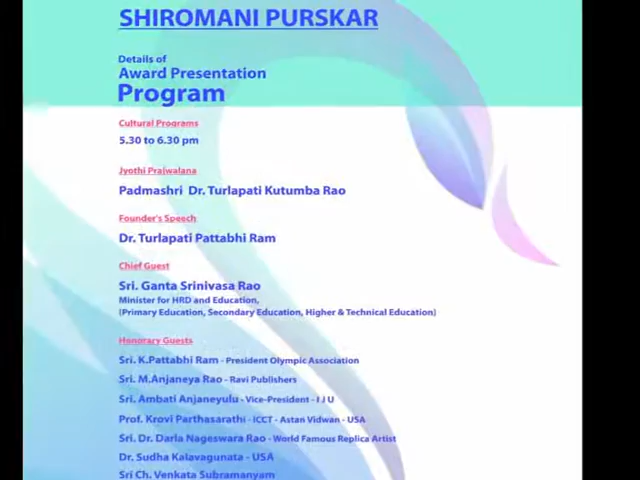 SHIROMANI PURSKAR
Details of
Award Presentation
Program
Cultural Programs
5.30 to 6.30 pm
Jyothi Prajwalana
Padmashri Dr. Turlapati Kutumba Rao
Founder's Speech
Dr. Turlapati Pattabhi Ram
Chief Guest
Sri. Ganta Srinivasa Rao
Minister for HRD and Education,
(Primary Education, Secondary Education, Higher & Technical Education)
Honorary Guests
Sri. K.Pattabhi Ram - President Olympic Association
Sri. M.Anjaneya Rao - Ravi Publishers
Sri. Ambati Anjaneyulu - Vice-President - I J U
Prof. Krovi Parthasarathi - ICCT - Astan Vidwan - USA
Sri. Dr. Darla Nageswara Rao - World Famous Replica Artist
Dr. Sudha Kalavagunata - USA
Sri Ch. Venkata Subramanyam